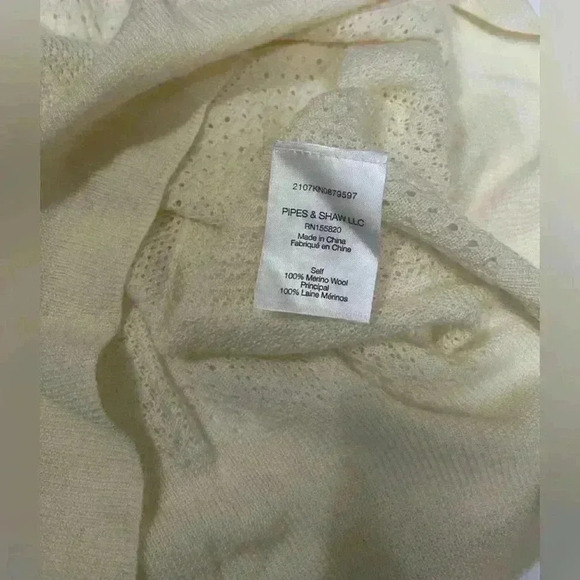 2107KN0879597
PIPES & SHAW LLC
RN155820
Made in China
Fabriqué en Chine
Self
100% Merino Wool
Principal
100% Laine Mérinos